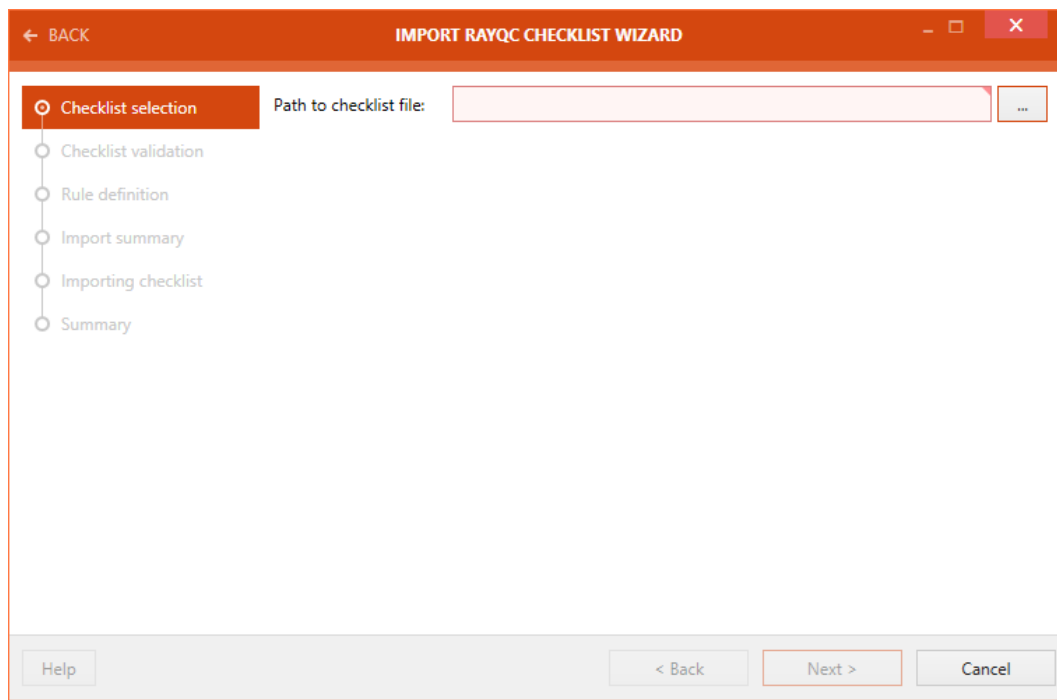 ← BACK
IMPORT RAYQC CHECKLIST WIZARD
Checklist selection
Path to checklist file:
...
Checklist validation
Rule definition
Import summary
Importing checklist
Summary
Help
< Back
Next >
Cancel